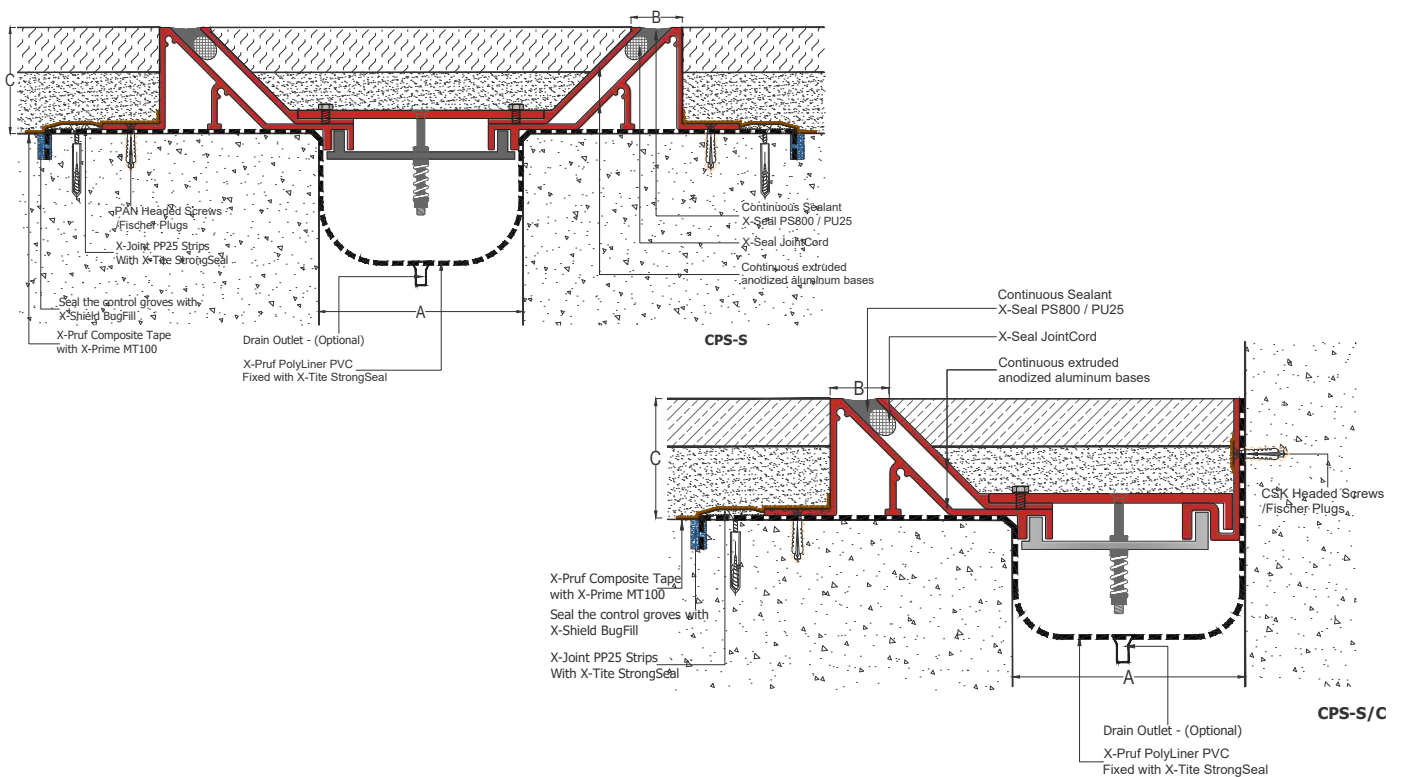 B
C
PAN Headed Screws
/Fischer Plugs
X-Joint PP25 Strips
With X-Tite StrongSeal
Seal the control groves with
X-Shield BugFill
X-Pruf Composite Tape
with X-Prime MT100
A
Drain Outlet - (Optional)
X-Pruf PolyLiner PVC
Fixed with X-Tite StrongSeal
Continuous Sealant
X-Seal PS800 / PU25
X-Seal JointCord
Continuous extruded
anodized aluminum bases
CPS-S
Continuous Sealant
X-Seal PS800 / PU25
X-Seal JointCord
Continuous extruded
anodized aluminum bases
B
C
CSK Headed Screws
/Fischer Plugs
X-Pruf Composite Tape
with X-Prime MT100
Seal the control groves with
X-Shield BugFill
X-Joint PP25 Strips
With X-Tite StrongSeal
A
CPS-S/C
Drain Outlet - (Optional)
X-Pruf PolyLiner PVC
Fixed with X-Tite StrongSeal